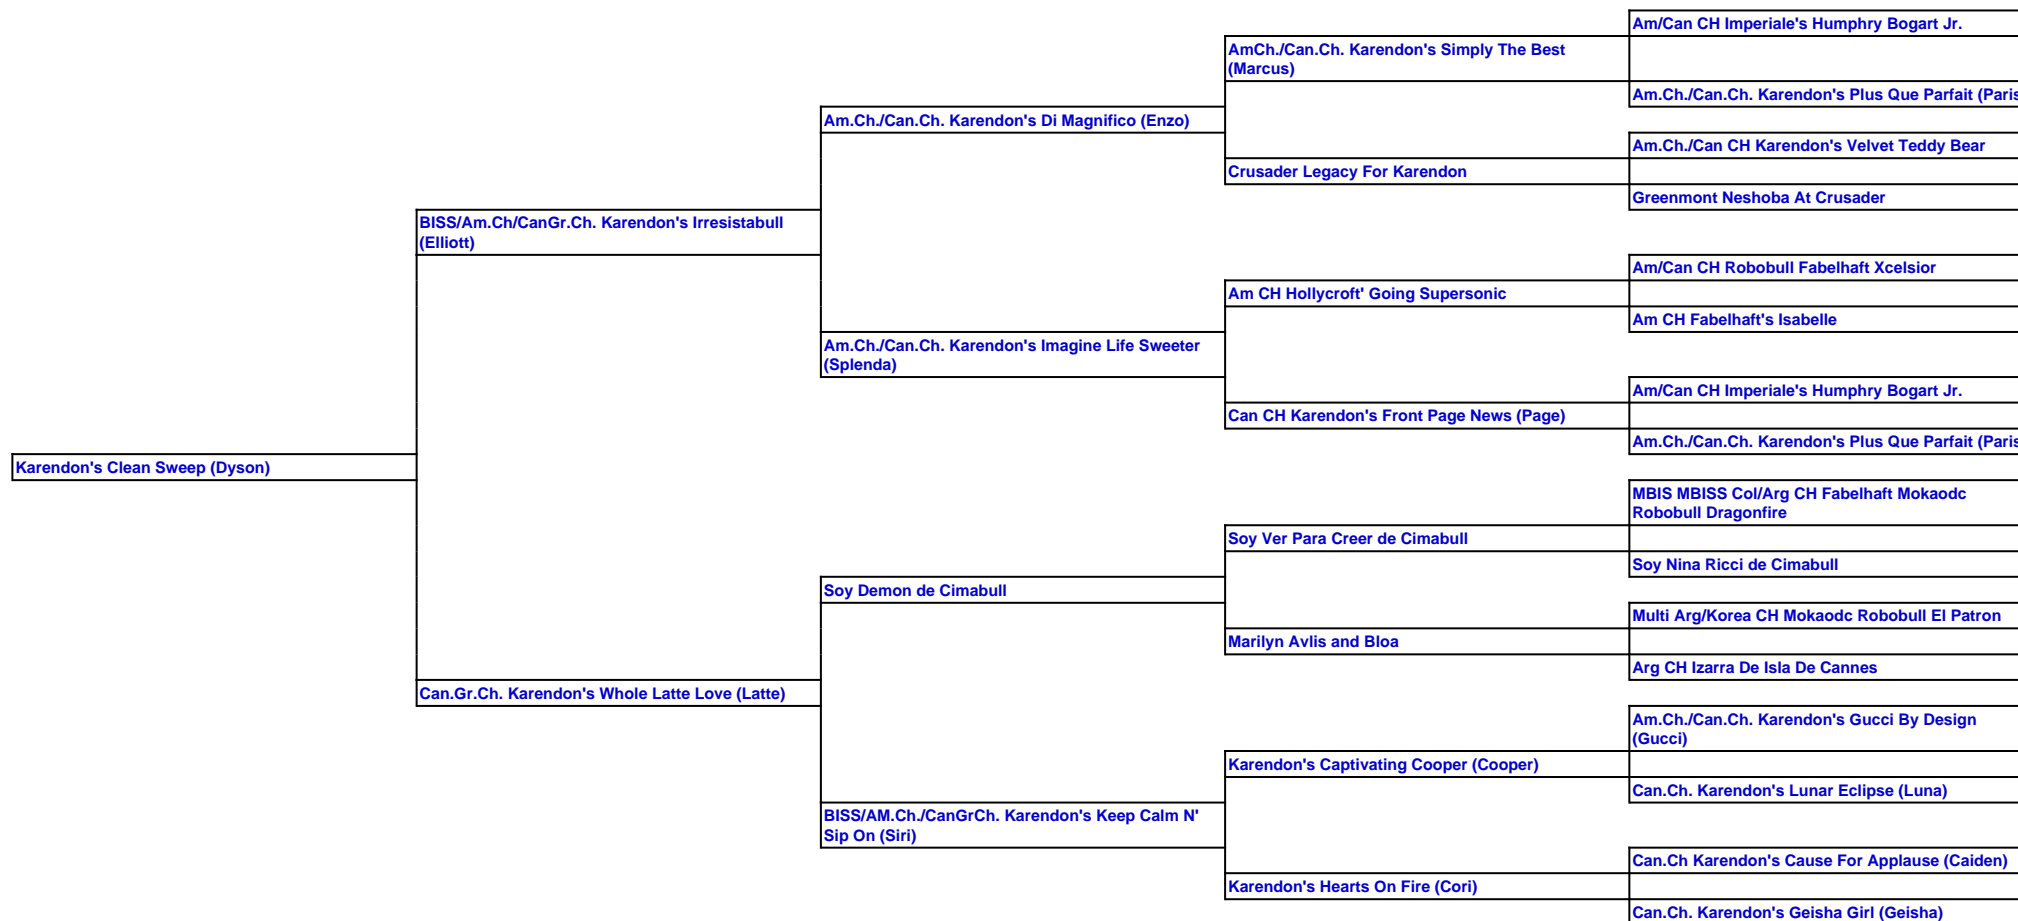 Am/Can CH Imperiale's Humphry Bogart Jr.
AmCh./Can.Ch. Karendon's Simply The Best
(Marcus)
Am.Ch./Can.Ch. Karendon's Plus Que Parfait (Paris
Am.Ch./Can.Ch. Karendon's Di Magnifico (Enzo)
Am.Ch./Can CH Karendon's Velvet Teddy Bear
Crusader Legacy For Karendon
Greenmont Neshoba At Crusader
BISS/Am.Ch/CanGr.Ch. Karendon's Irresistabull
(Elliott)
Am/Can CH Robobull Fabelhaft Xcelsior
Am CH Hollycroft' Going Supersonic
Am CH Fabelhaft's Isabelle
Am.Ch./Can.Ch. Karendon's Imagine Life Sweeter
(Splenda)
Am/Can CH Imperiale's Humphry Bogart Jr.
Can CH Karendon's Front Page News (Page)
Am.Ch./Can.Ch. Karendon's Plus Que Parfait (Paris
Karendon's Clean Sweep (Dyson)
MBIS MBISS Col/Arg CH Fabelhaft Mokaodc
Robobull Dragonfire
Soy Ver Para Creer de Cimabull
Soy Nina Ricci de Cimabull
Soy Demon de Cimabull
Multi Arg/Korea CH Mokaodc Robobull El Patron
Marilyn Avlis and Bloa
Arg CH Izarra De Isla De Cannes
Can.Gr.Ch. Karendon's Whole Latte Love (Latte)
Am.Ch./Can.Ch. Karendon's Gucci By Design
(Gucci)
Karendon's Captivating Cooper (Cooper)
Can.Ch. Karendon's Lunar Eclipse (Luna)
BISS/AM.Ch./CanGrCh. Karendon's Keep Calm N'
Sip On (Siri)
Can.Ch Karendon's Cause For Applause (Caiden)
Karendon's Hearts On Fire (Cori)
Can.Ch. Karendon's Geisha Girl (Geisha)